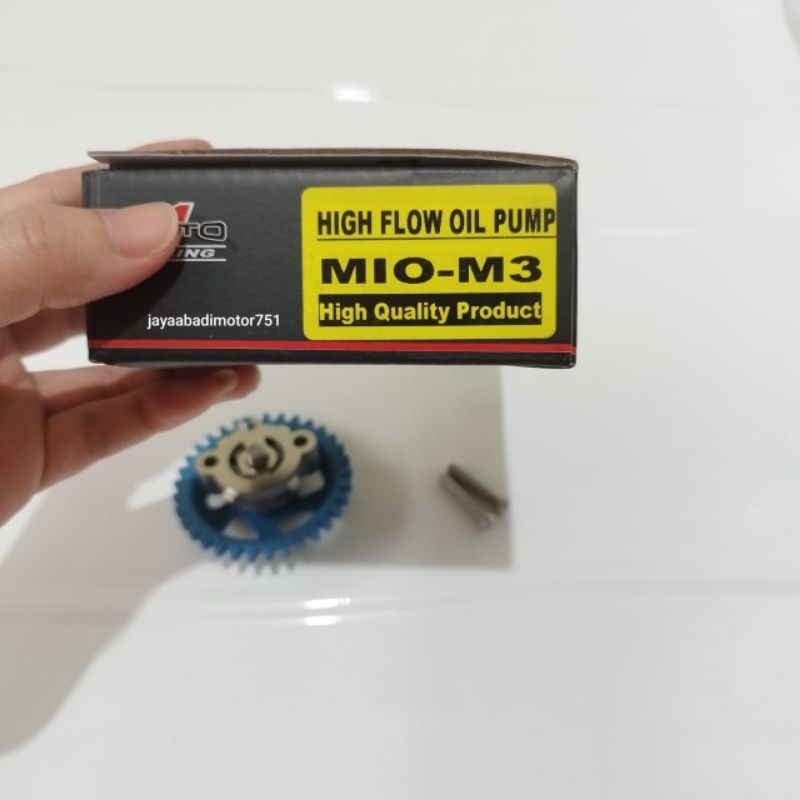 jayaabadimotor751
HIGH FLOW OIL PUMP
MIO-M3
High Quality Product